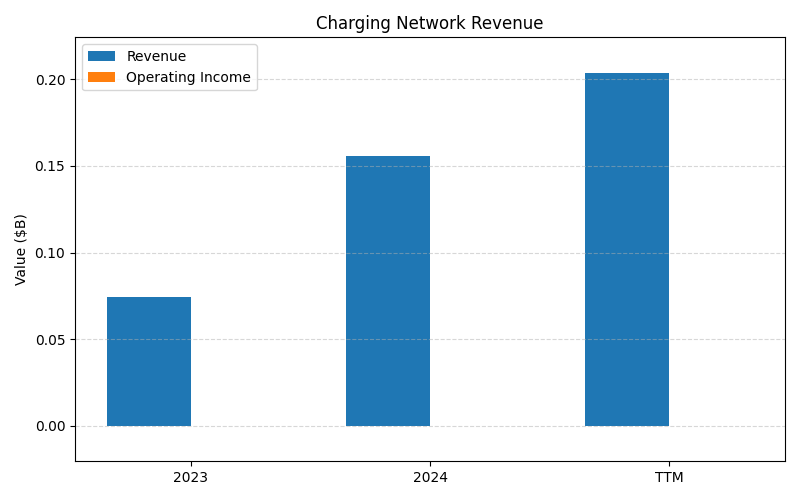 Charging Network Revenue
Revenue
Operating Income
Value ($B)
0.20
0.15
0.10
0.05
0.00
2023 2024 TTM